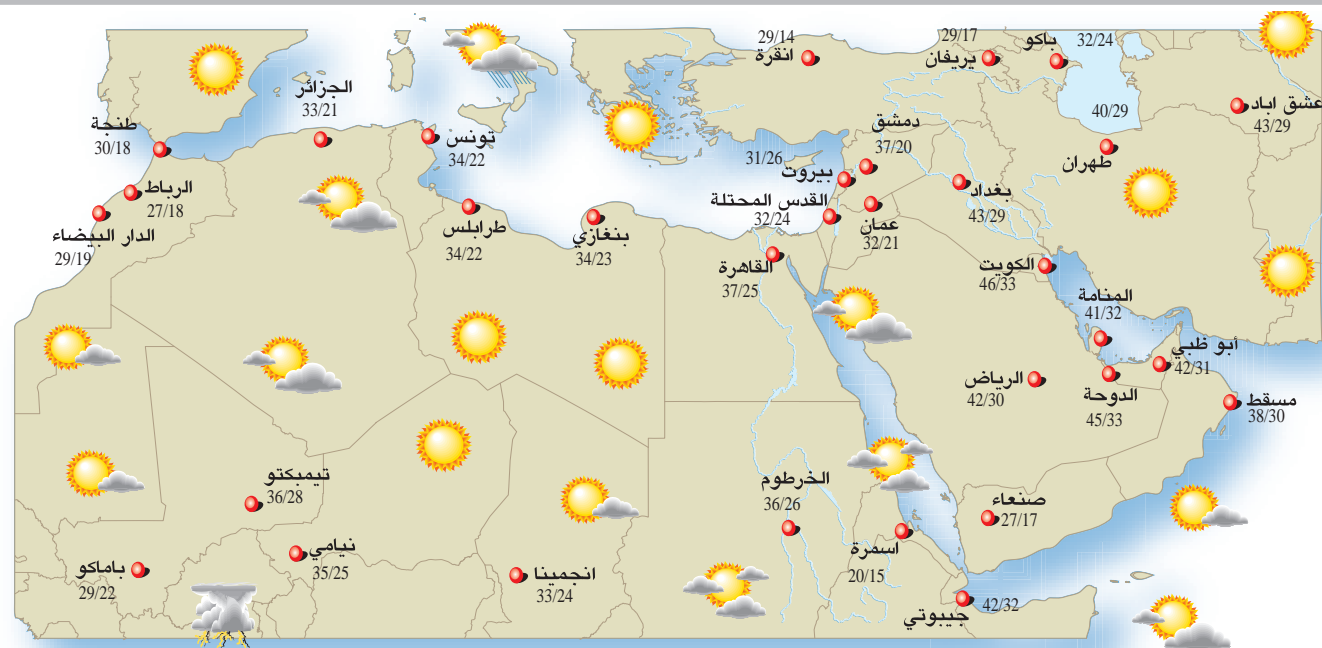 29/14
انقرة
29/17
يريفان
باكو
32/24
عشق اباد
43/29
40/29
طهران
الجزائر
33/21
طنجة
30/18
تونس
34/22
دمشق
37/20
31/26
بيروت
بغداد
43/29
الرباط
27/18
القدس المحتلة
32/24
عمان
32/21
الدار البيضاء
29/19
طرابلس
34/22
بنغازي
34/23
القاهرة
37/25
الكويت
46/33
المنامة
41/32
أبو ظبي
42/31
الرياض
42/30
الدوحة
45/33
مسقط
38/30
تيمبكتو
36/28
الخرطوم
36/26
صنعاء
27/17
نيامي
35/25
باماكو
29/22
انجمينا
33/24
اسمرة
20/15
42/32
جيبوتي